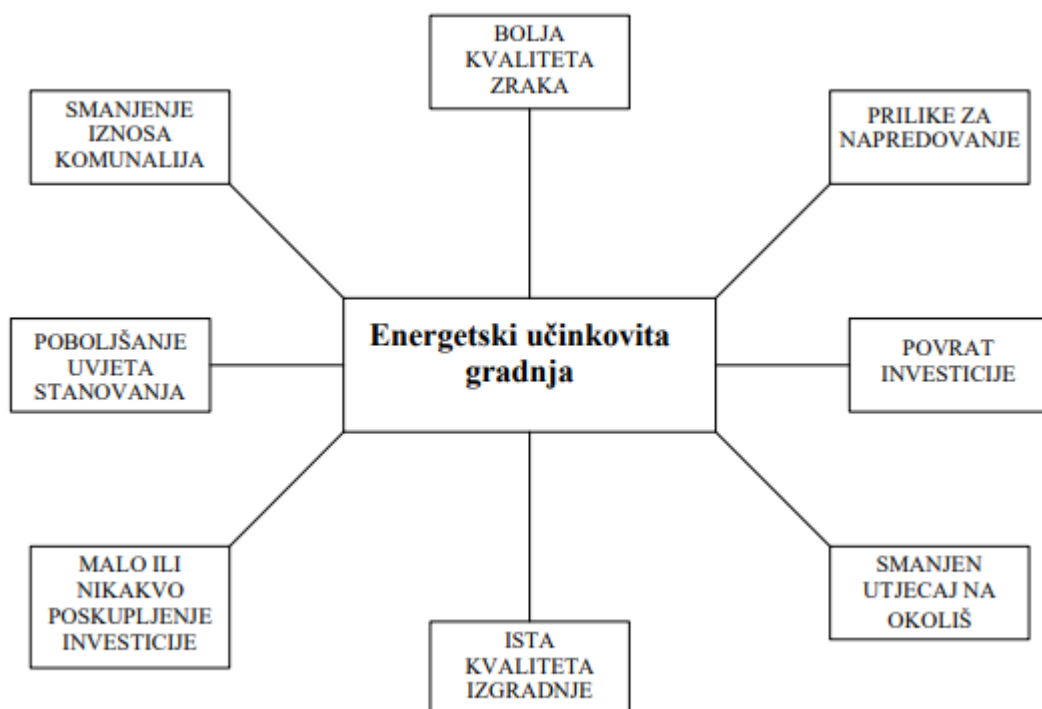 BOLJA
KVALITETA
ZRAKA
SMANJENJE
IZNOSA
KOMUNALIJA
PRILIKE ZA
NAPREDOVANJE
Energetski učinkovita
gradnja
POBOLJŠANJE
UVJETA
STANOVANJA
POVRAT
INVESTICIJE
MALO ILI
NIKAKVO
POSKUPLJENJE
INVESTICIJE
SMANJEN
UTJECAJ NA
OKOLIŠ
ISTA
KVALITETA
IZGRADNJE